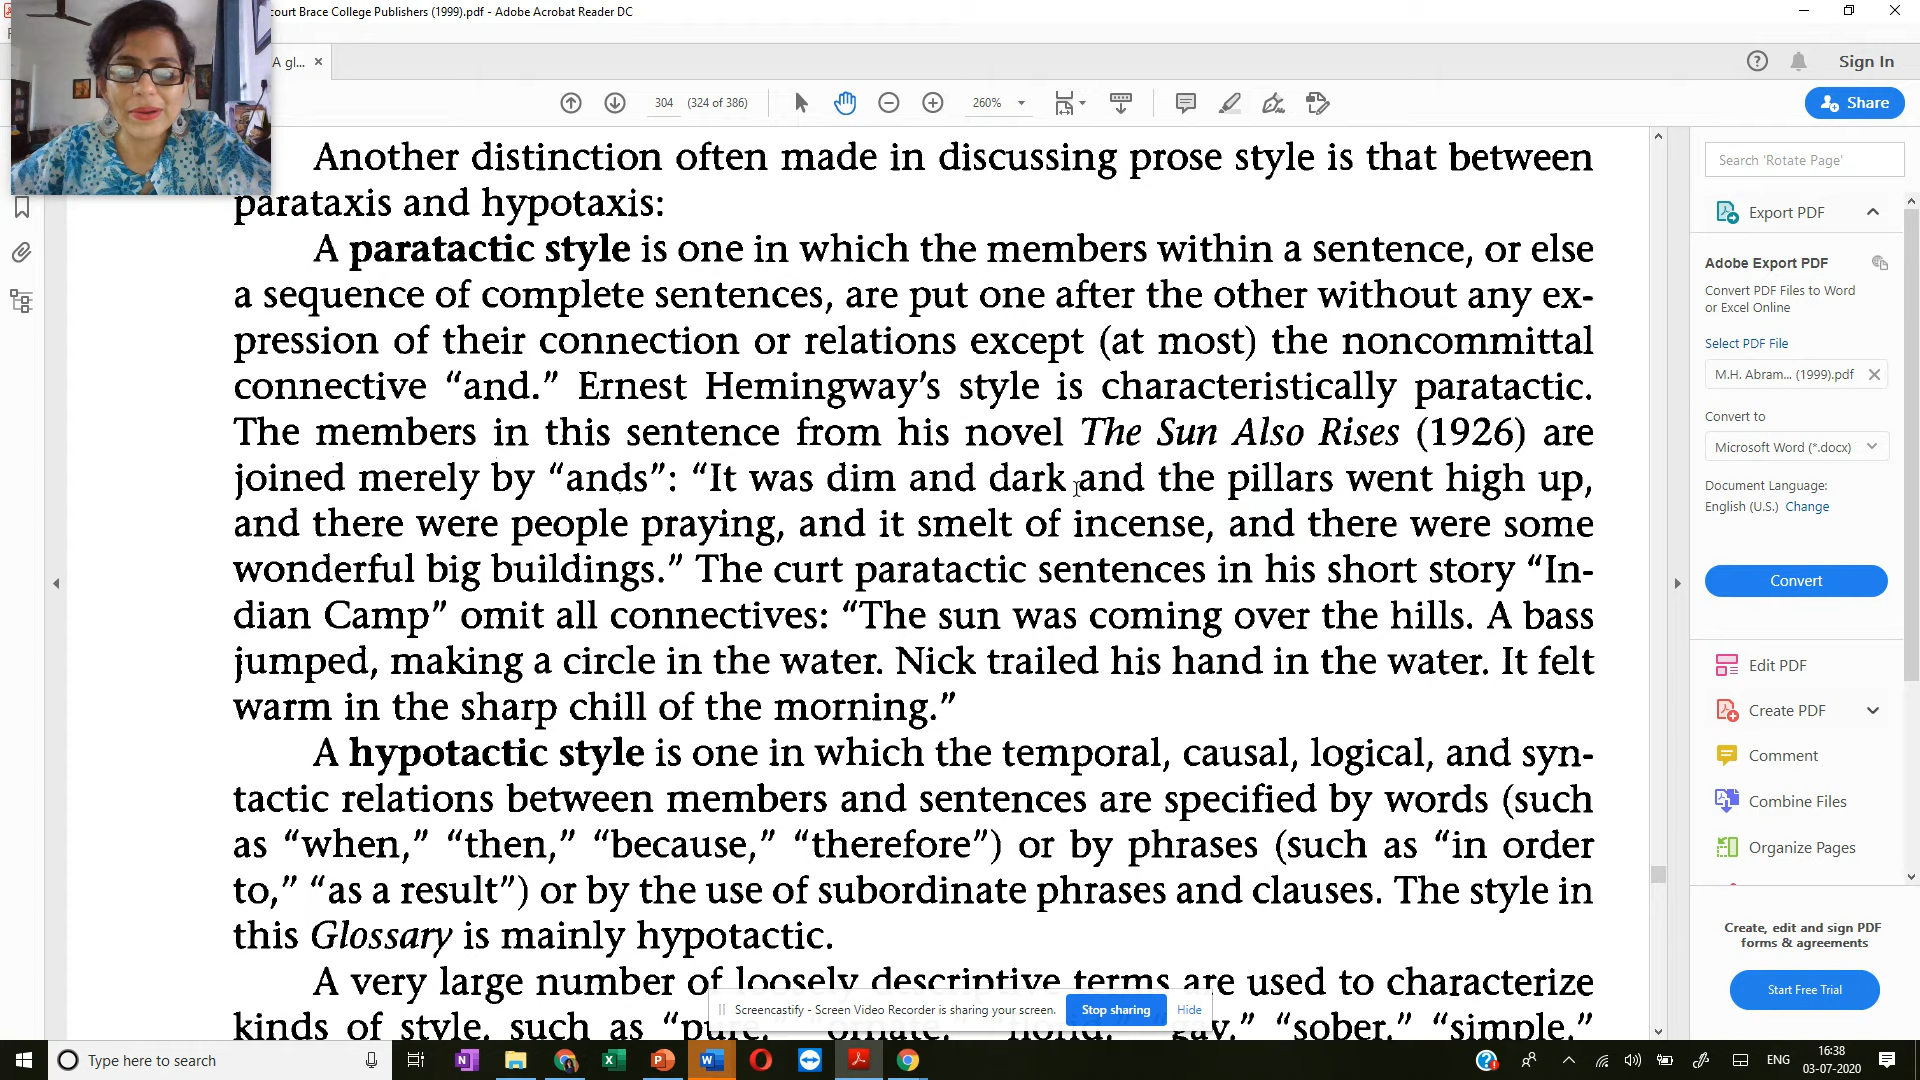 court Brace College Publishers (1999).pdf - Adobe Acrobat Reader DC
A gl...
Sign In
304 (324 of 386)
260%
Share
Another distinction often made in discussing prose style is that between
parataxis and hypotaxis:
A paratactic style is one in which the members within a sentence, or else
a sequence of complete sentences, are put one after the other without any ex-
pression of their connection or relations except (at most) the noncommittal
connective “and.” Ernest Hemingway’s style is characteristically paratactic.
The members in this sentence from his novel The Sun Also Rises (1926) are
joined merely by “ands”: “It was dim and dark and the pillars went high up,
and there were people praying, and it smelt of incense, and there were some
wonderful big buildings.” The curt paratactic sentences in his short story “In-
dian Camp” omit all connectives: “The sun was coming over the hills. A bass
jumped, making a circle in the water. Nick trailed his hand in the water. It felt
warm in the sharp chill of the morning.”
A hypotactic style is one in which the temporal, causal, logical, and syn-
tactic relations between members and sentences are specified by words (such
as “when,” “then,” “because,” “therefore”) or by phrases (such as “in order
to,” “as a result”) or by the use of subordinate phrases and clauses. The style in
this Glossary is mainly hypotactic.
A very large number of loosely descriptive terms are used to characterize
kinds of style, such as “pure,” “ornate,” “florid,” “gay,” “sober,” “simple,”
Search 'Rotate Page'
Export PDF
Adobe Export PDF
Convert PDF Files to Word
or Excel Online
Select PDF File
M.H. Abram... (1999).pdf
Convert to
Microsoft Word (*.docx)
Document Language:
English (U.S.) Change
Convert
Edit PDF
Create PDF
Comment
Combine Files
Organize Pages
Create, edit and sign PDF
forms & agreements
Start Free Trial
Screencastify - Screen Video Recorder is sharing your screen.
Stop sharing
Hide
Type here to search
ENG
16:38
03-07-2020